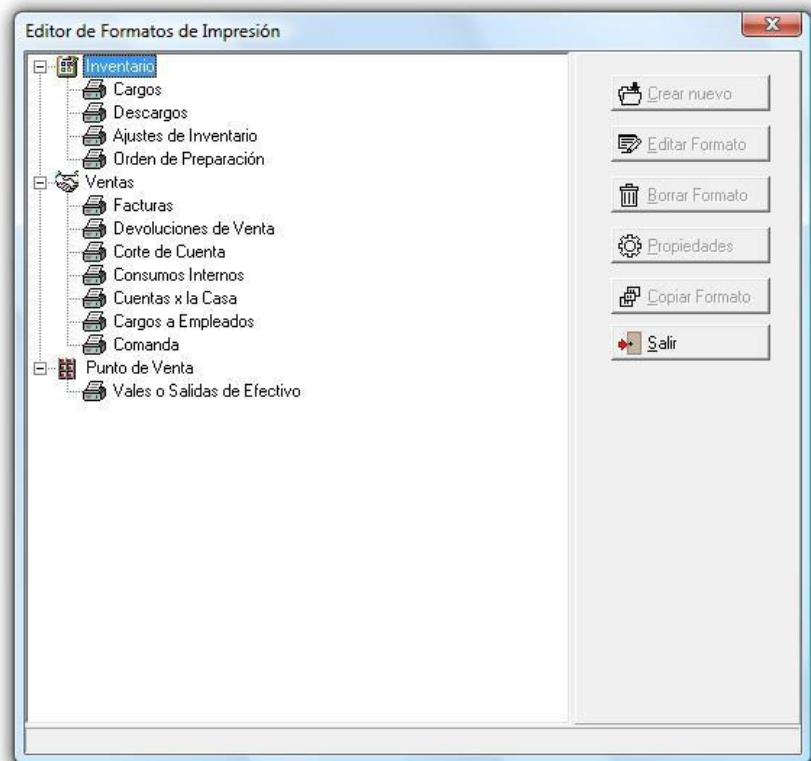 Editor de Formatos de Impresión
Inventario
Cargos
Descargos
Ajustes de Inventario
Orden de Preparación
Ventas
Facturas
Devoluciones de Venta
Corte de Cuenta
Consumos Internos
Cuentas x la Casa
Cargos a Empleados
Comanda
Punto de Venta
Vales o Salidas de Efectivo
Crear nuevo
Editar Formato
Borrar Formato
Propiedades
Copiar Formato
Salir